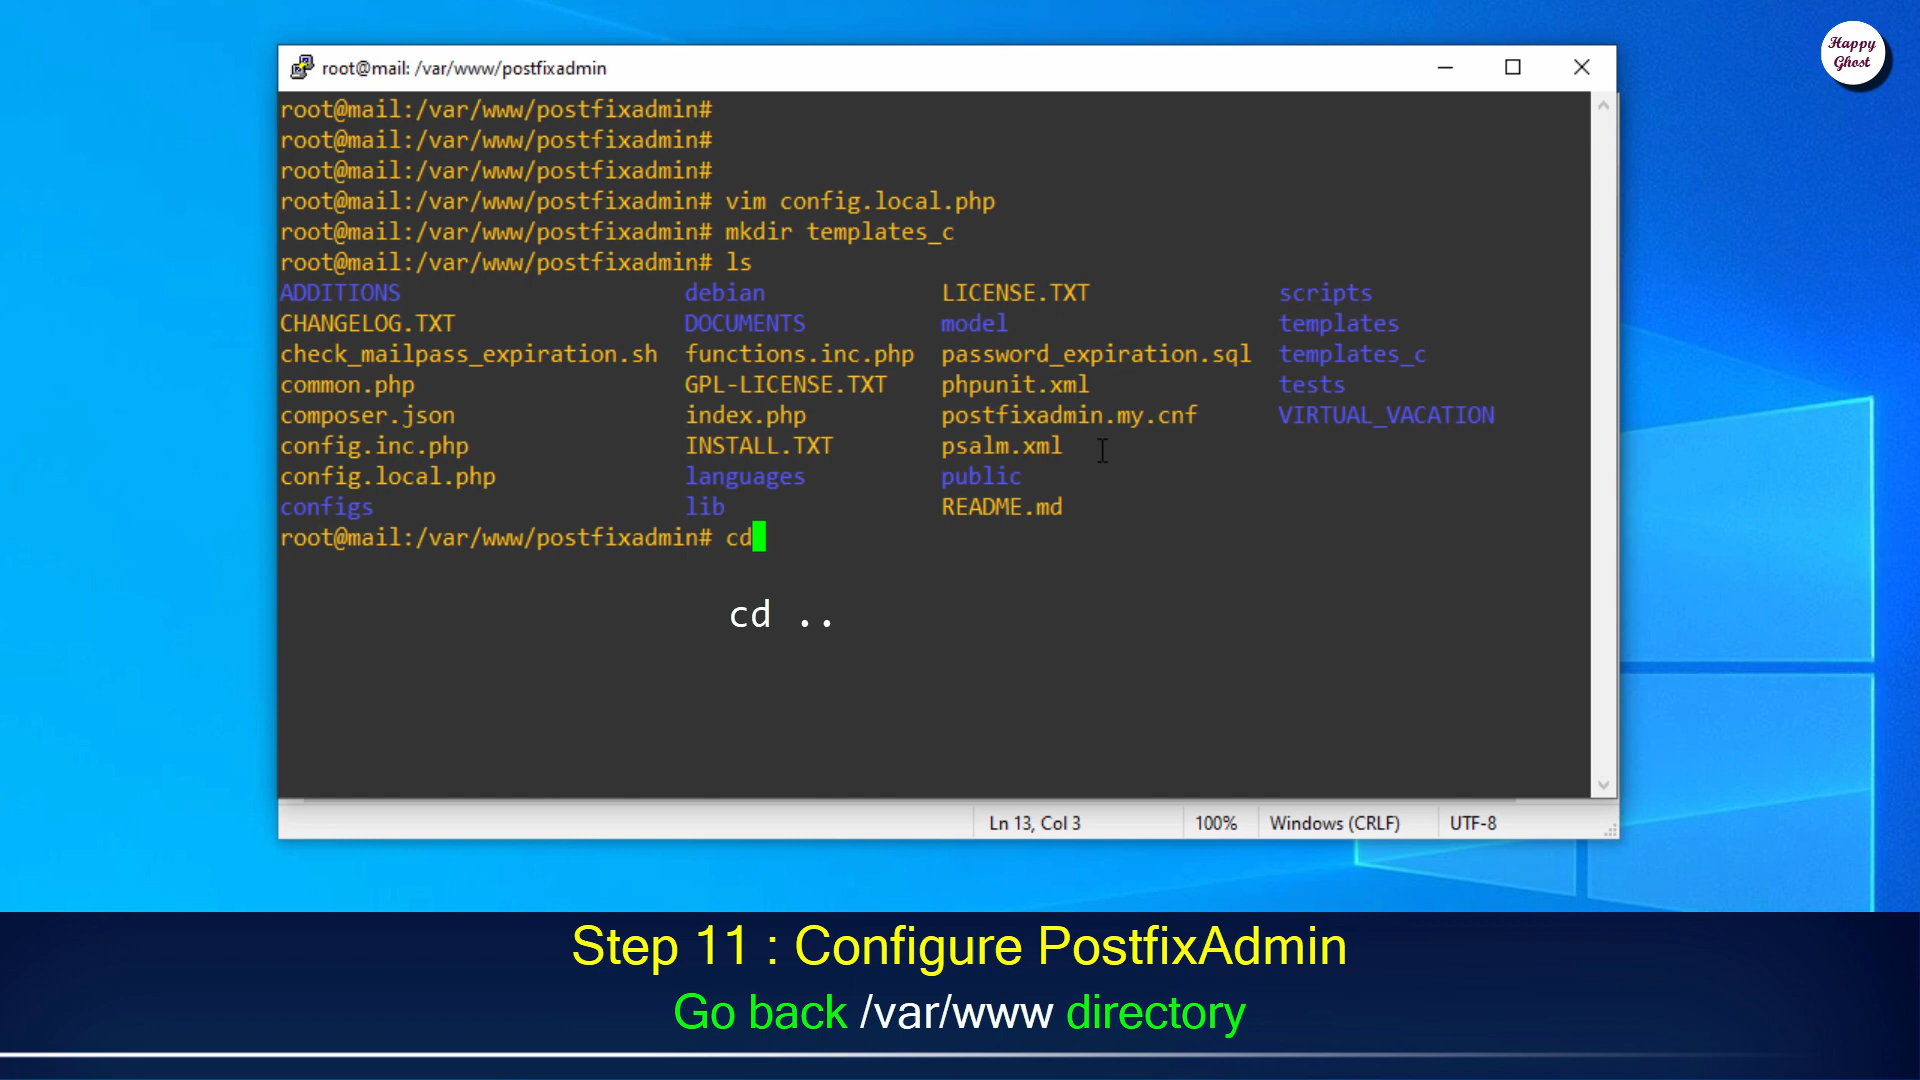 Happy
Ghost
root@mail: /var/www/postfixadmin
root@mail:/var/www/postfixadmin#
root@mail:/var/www/postfixadmin#
root@mail:/var/www/postfixadmin#
root@mail:/var/www/postfixadmin# vim config.local.php
root@mail:/var/www/postfixadmin# mkdir templates_c
root@mail:/var/www/postfixadmin# ls
ADDITIONS debian LICENSE.TXT scripts
CHANGELOG.TXT DOCUMENTS model templates
check_mailpass_expiration.sh functions.inc.php password_expiration.sql templates_c
common.php GPL-LICENSE.TXT phpunit.xml tests
composer.json index.php postfixadmin.my.cnf VIRTUAL_VACATION
config.inc.php INSTALL.TXT psalm.xml
config.local.php languages public
configs lib README.md
root@mail:/var/www/postfixadmin# cd
cd ..
Ln 13, Col 3 100% Windows (CRLF) UTF-8
Step 11 : Configure PostfixAdmin
Go back /var/www directory